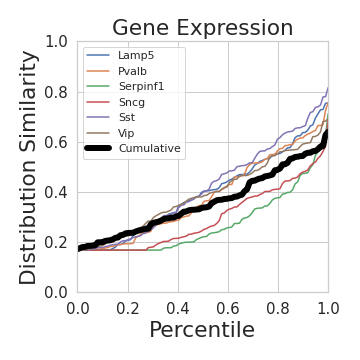 Gene Expression
1.0
0.8
0.6
0.4
0.2
0.0
Distribution Similarity
Lamp5
Pvalb
Serpinf1
Sncg
Sst
Vip
Cumulative
0.0 0.2 0.4 0.6 0.8 1.0
Percentile